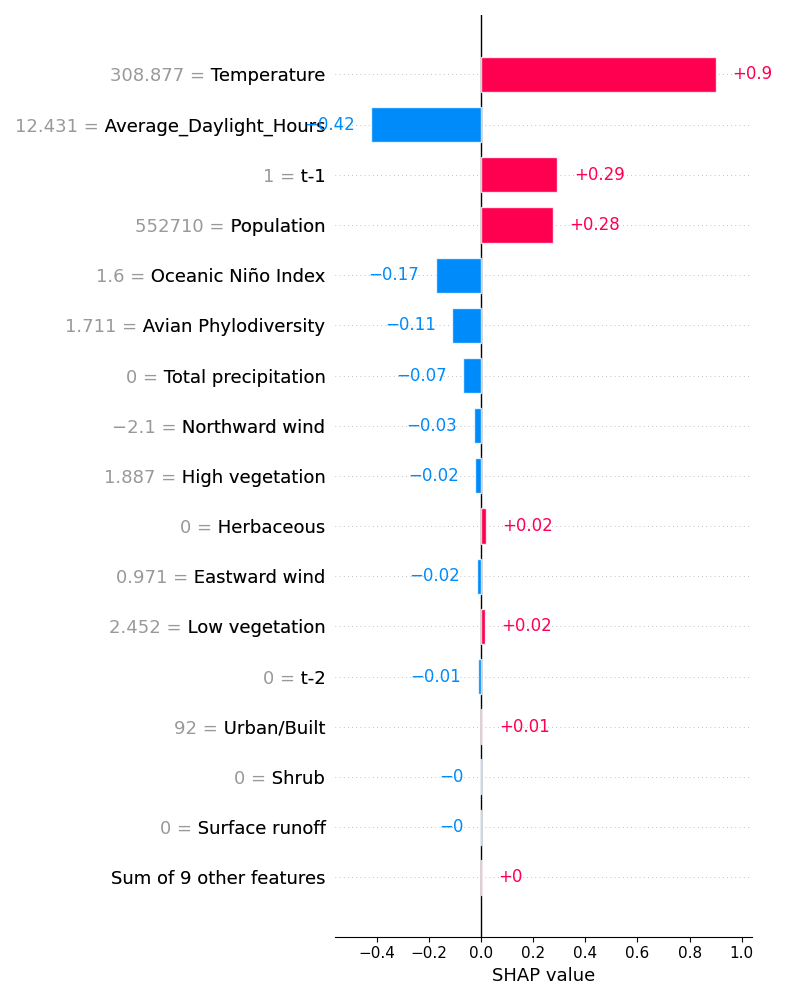 308.877 = Temperature +0.9
12.431 = Average_Daylight_Hours −0.42
1 = t-1 +0.29
552710 = Population +0.28
1.6 = Oceanic Niño Index −0.17
1.711 = Avian Phylodiversity −0.11
0 = Total precipitation −0.07
−2.1 = Northward wind −0.03
1.887 = High vegetation −0.02
0 = Herbaceous +0.02
0.971 = Eastward wind −0.02
2.452 = Low vegetation +0.02
0 = t-2 −0.01
92 = Urban/Built +0.01
0 = Shrub −0
0 = Surface runoff −0
Sum of 9 other features +0
−0.4 −0.2 0.0 0.2 0.4 0.6 0.8 1.0
SHAP value